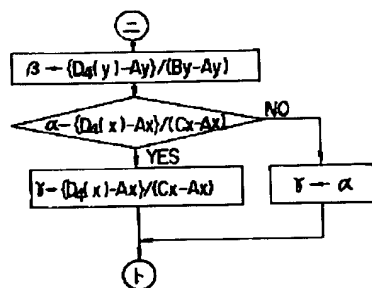 ニ
β←{D₄(y)-Ay}/(By-Ay)
α-{D₄(x)-Ax}/(Cx-Ax)
NO
YES
γ-{D₄(x)-Ax}/(Cx-Ax)
γ←α
ト